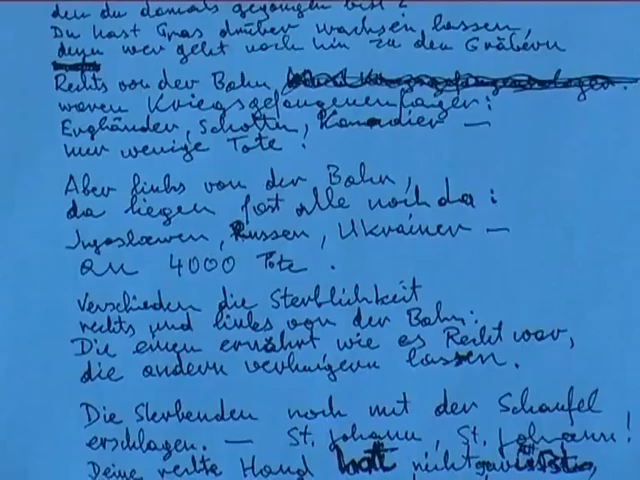 den du damals gegangen bist?
Du hast Gras drüber wachsen lassen,
denn wer geht noch hin zu den Gräbern
Rechts von der Bahn
waren Kriegsgefangenenlager:
Engländer, Schotten, Kanadier —
nur wenige Tote.
Aber links von der Bahn,
da liegen fast alle noch da:
Jugoslawen, Russen, Ukrainer —
an 4000 Tote.
Verschieden die Sterblichkeit
rechts und links von der Bahn:
Die einen ernährt wie es Recht war,
die andern verhungern lassen.
Die Sterbenden noch mit der Schaufel
erschlagen. — St. Johann, St. Johann!
Deine rechte Hand hat nicht